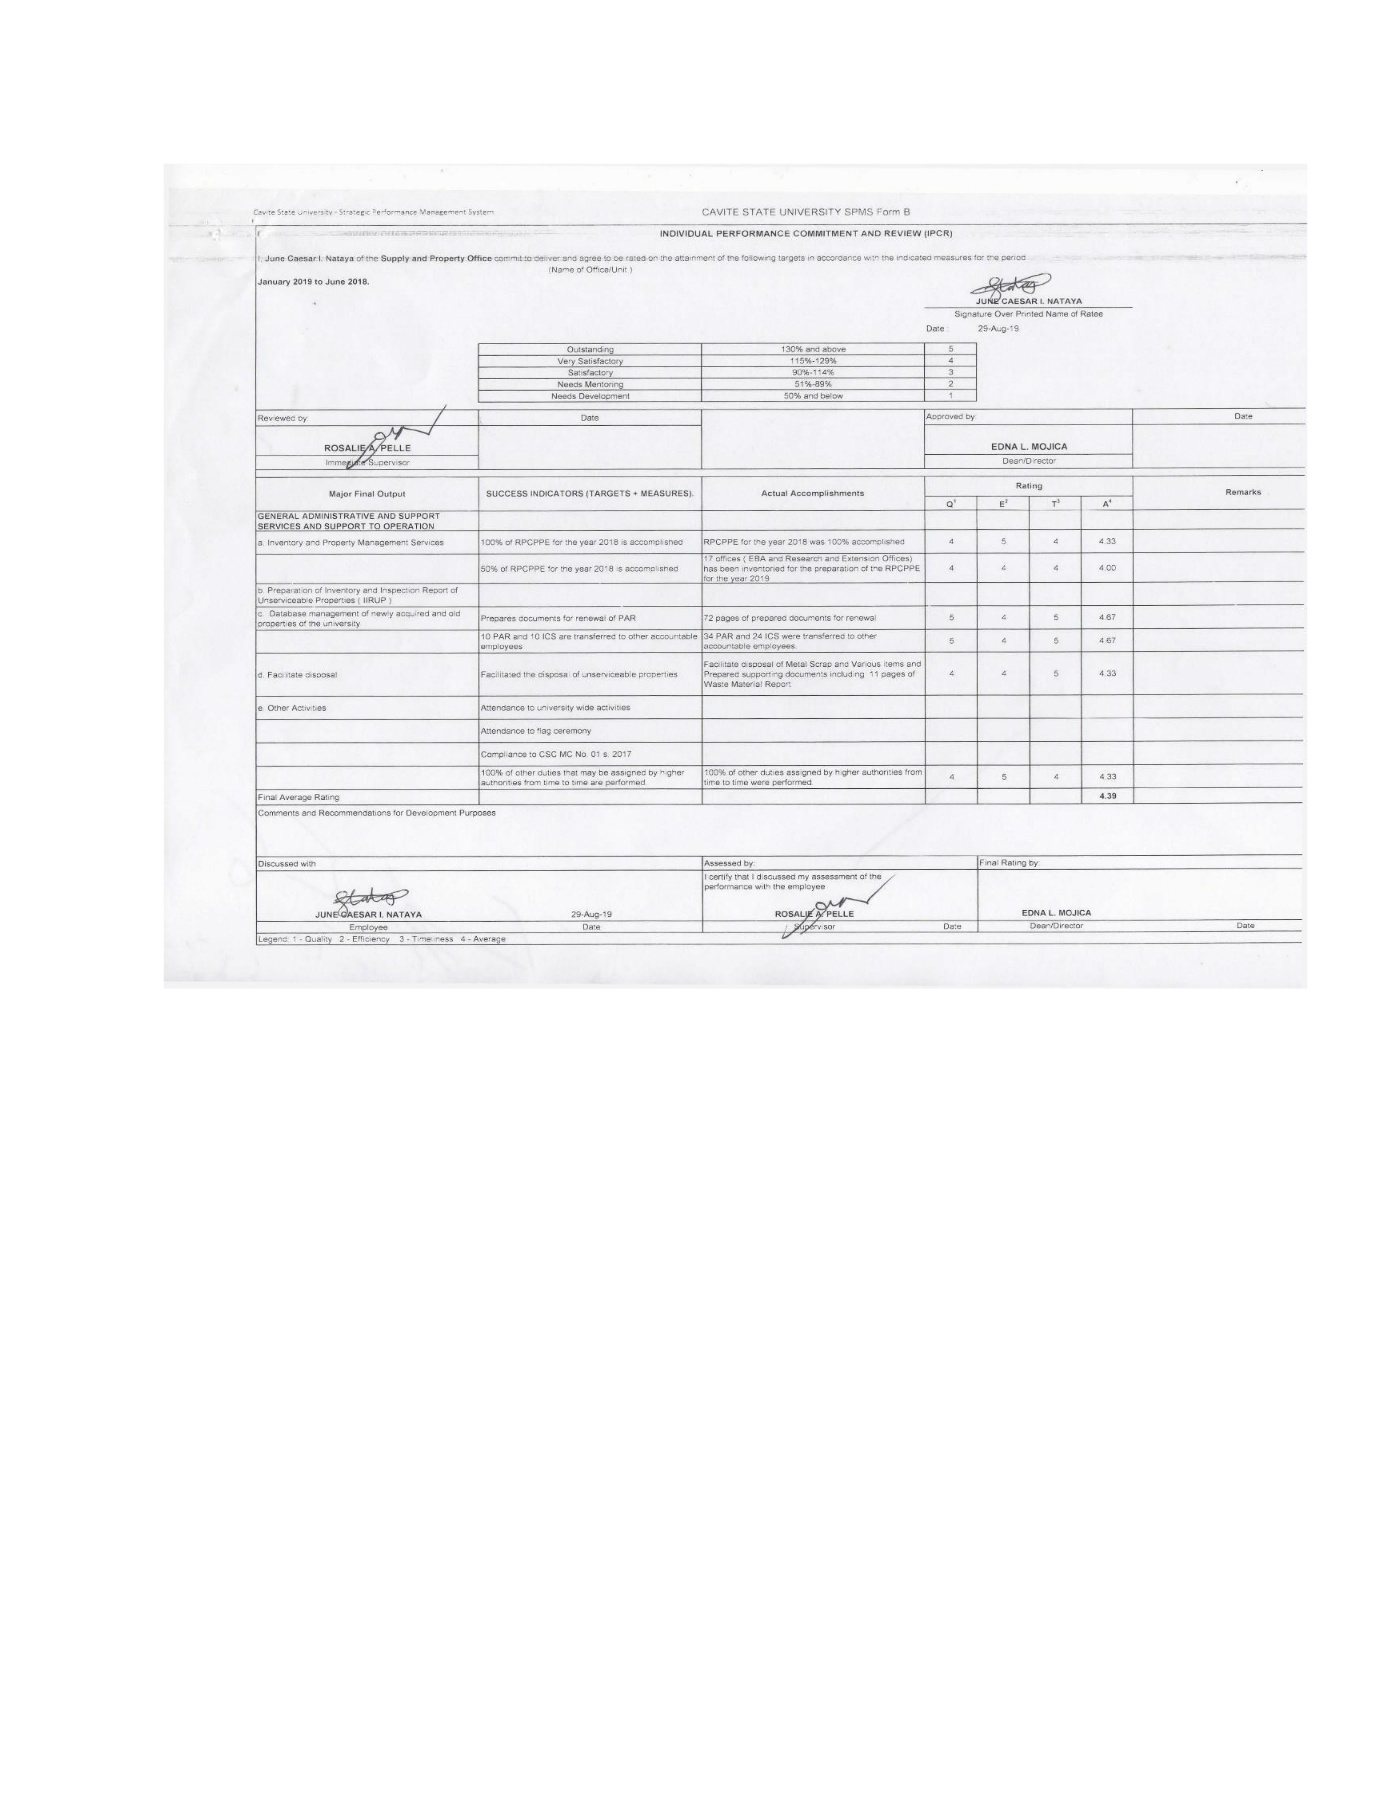 Cavite State University - Strategic Performance Management System
CAVITE STATE UNIVERSITY SPMS Form B
INDIVIDUAL PERFORMANCE COMMITMENT AND REVIEW (IPCR)
I, June Caesar I. Nataya of the Supply and Property Office commit to deliver and agree to be rated on the attainment of the following targets in accordance with the indicated measures for the period
(Name of Office/Unit )
January 2019 to June 2018.
JUNE CAESAR I. NATAYA
Signature Over Printed Name of Ratee
Date : 29-Aug-19
Outstanding 130% and above 5
Very Satisfactory 115%-129% 4
Satisfactory 90%-114% 3
Needs Mentoring 51%-89% 2
Needs Development 50% and below 1
Reviewed by: Date Approved by: Date
ROSALIE A. PELLE EDNA L. MOJICA
Immediate Supervisor Dean/Director
Major Final Output SUCCESS INDICATORS (TARGETS + MEASURES). Actual Accomplishments Rating Remarks
Q¹ E² T³ A⁴
GENERAL ADMINISTRATIVE AND SUPPORT
SERVICES AND SUPPORT TO OPERATION
a. Inventory and Property Management Services 100% of RPCPPE for the year 2018 is accomplished RPCPPE for the year 2018 was 100% accomplished 4 5 4 4.33
50% of RPCPPE for the year 2018 is accomplished 17 offices ( EBA and Research and Extension Offices)
has been inventoried for the preparation of the RPCPPE
for the year 2019 4 4 4 4.00
b. Preparation of Inventory and Inspection Report of
Unserviceable Properties ( IIRUP )
c. Database management of newly acquired and old
properties of the university
Prepares documents for renewal of PAR 72 pages of prepared documents for renewal 5 4 5 4.67
10 PAR and 10 ICS are transferred to other accountable
employees
34 PAR and 24 ICS were transferred to other
accountable employees. 5 4 5 4.67
d. Facilitate disposal Facilitated the disposal of unserviceable properties Facilitate disposal of Metal Scrap and Various items and
Prepared supporting documents including 11 pages of
Waste Material Report 4 4 5 4.33
e. Other Activities Attendance to university wide activities
Attendance to flag ceremony
Compliance to CSC MC No. 01 s. 2017
100% of other duties that may be assigned by higher
authorities from time to time are performed.
100% of other duties assigned by higher authorities from
time to time were performed. 4 5 4 4.33
Final Average Rating 4.39
Comments and Recommendations for Development Purposes
Discussed with Assessed by: Final Rating by:
I certify that I discussed my assessment of the
performance with the employee
JUNE CAESAR I. NATAYA 29-Aug-19 ROSALIE A. PELLE EDNA L. MOJICA
Employee Date Supervisor Date Dean/Director Date
Legend: 1 - Quality 2 - Efficiency 3 - Timeliness 4 - Average